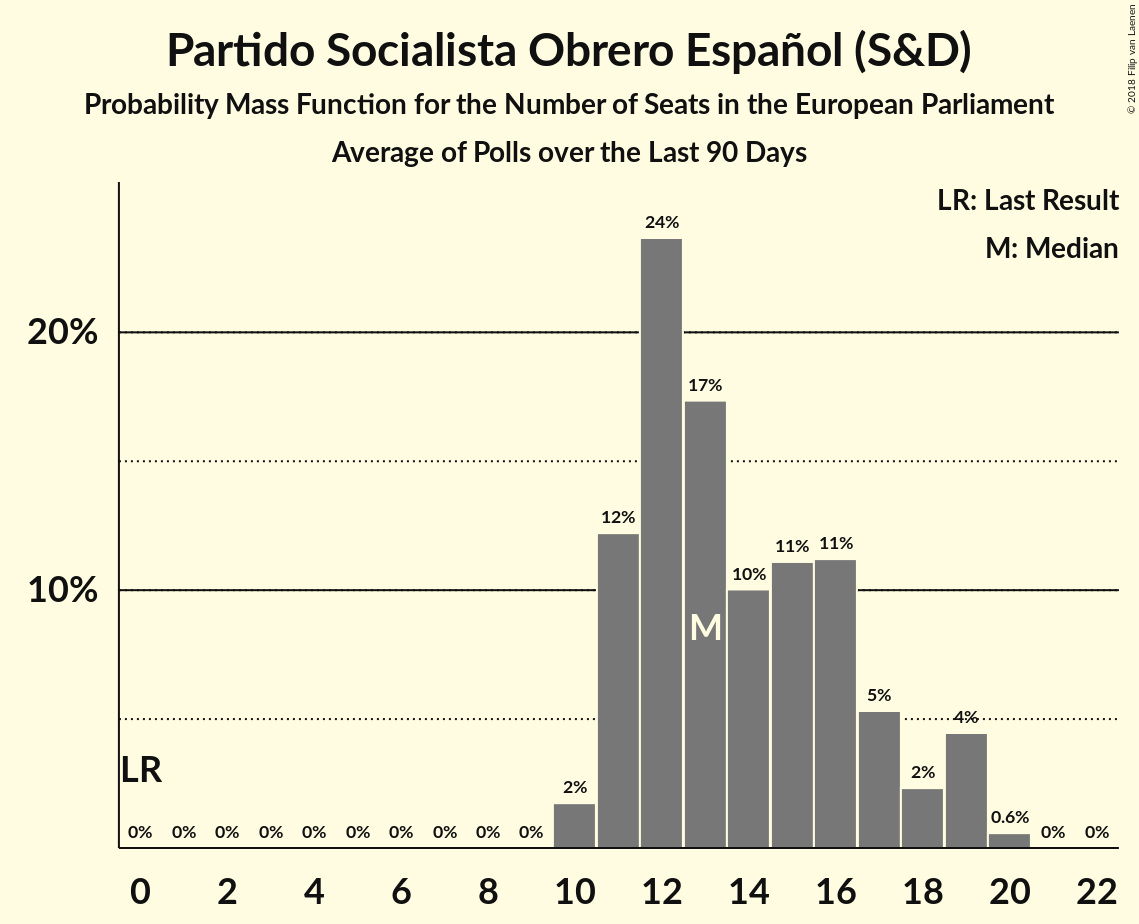 Partido Socialista Obrero Español (S&D)
Probability Mass Function for the Number of Seats in the European Parliament
Average of Polls over the Last 90 Days
© 2018 Filip van Laenen
LR: Last Result
M: Median
24%
20%
17%
12%
11% 11%
10%
10%
M
5%
4%
LR
2%
2%
0.6%
0% 0% 0% 0% 0% 0% 0% 0% 0% 0% 0% 0%
0 2 4 6 8 10 12 14 16 18 20 22